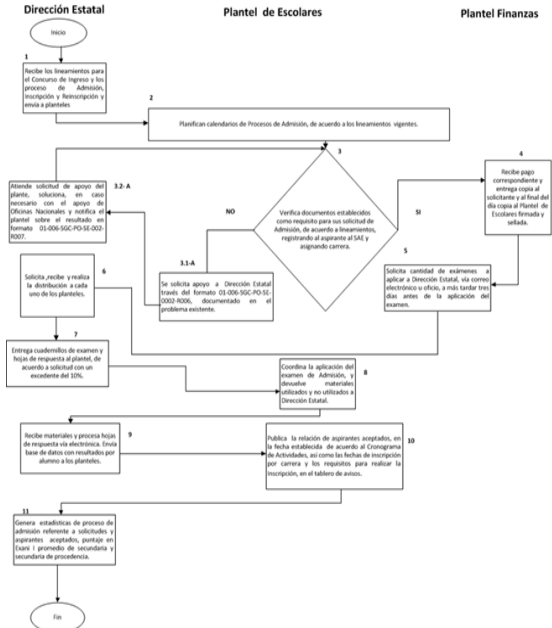 Dirección Estatal
Plantel de Escolares
Plantel Finanzas
Inicio
1
Recibe los lineamientos para
el Concurso de Ingreso y los
proceso de Admisión,
Inscripción y Reinscripción y
envía a planteles
2
Planifican calendarios de Procesos de Admisión, de acuerdo a los lineamientos vigentes.
3
Verifica documentos establecidos
como requisito para sus solicitud de
Admisión, de acuerdo a lineamientos,
registrando al aspirante al SAE y
asignando carrera.
NO
SI
4
Recibe pago
correspondiente y
entrega copia al
solicitante y al final del
día copia al Plantel de
Escolares firmada y
sellada.
3.2- A
Atiende solicitud de apoyo del
plante, soluciona, en caso
necesario con el apoyo de
Oficinas Nacionales y notifica el
plantel sobre el resultado en
formato 01-006-SGC-PO-SE-002-
R007.
3.1-A
Se solicita apoyo a Dirección Estatal
través del formato 01-006-SGC-PO-SE-
0002-R006, documentado en el
problema existente.
5
Solicita cantidad de exámenes a
aplicar a Dirección Estatal, vía correo
electrónico u oficio, a más tardar tres
días antes de la aplicación del
examen.
6
Solicita ,recibe y realiza
la distribución a cada
uno de los planteles.
7
Entrega cuadernillos de examen y
hojas de respuesta al plantel, de
acuerdo a solicitud con un
excedente del 10%.
8
Coordina la aplicación del
examen de Admisión, y
devuelve materiales
utilizados y no utilizados a
Dirección Estatal.
9
Recibe materiales y procesa hojas
de respuesta vía electrónica. Envía
base de datos con resultados por
alumno a los planteles.
10
Publica la relación de aspirantes aceptados, en
la fecha establecida de acuerdo al Cronograma
de Actividades, así como las fechas de inscripción
por carrera y los requisitos para realizar la
inscripción, en el tablero de avisos.
11
Genera estadísticas de proceso de
admisión referente a solicitudes y
aspirantes aceptados, puntaje en
Exani I promedio de secundaria y
secundaria de procedencia.
Fin